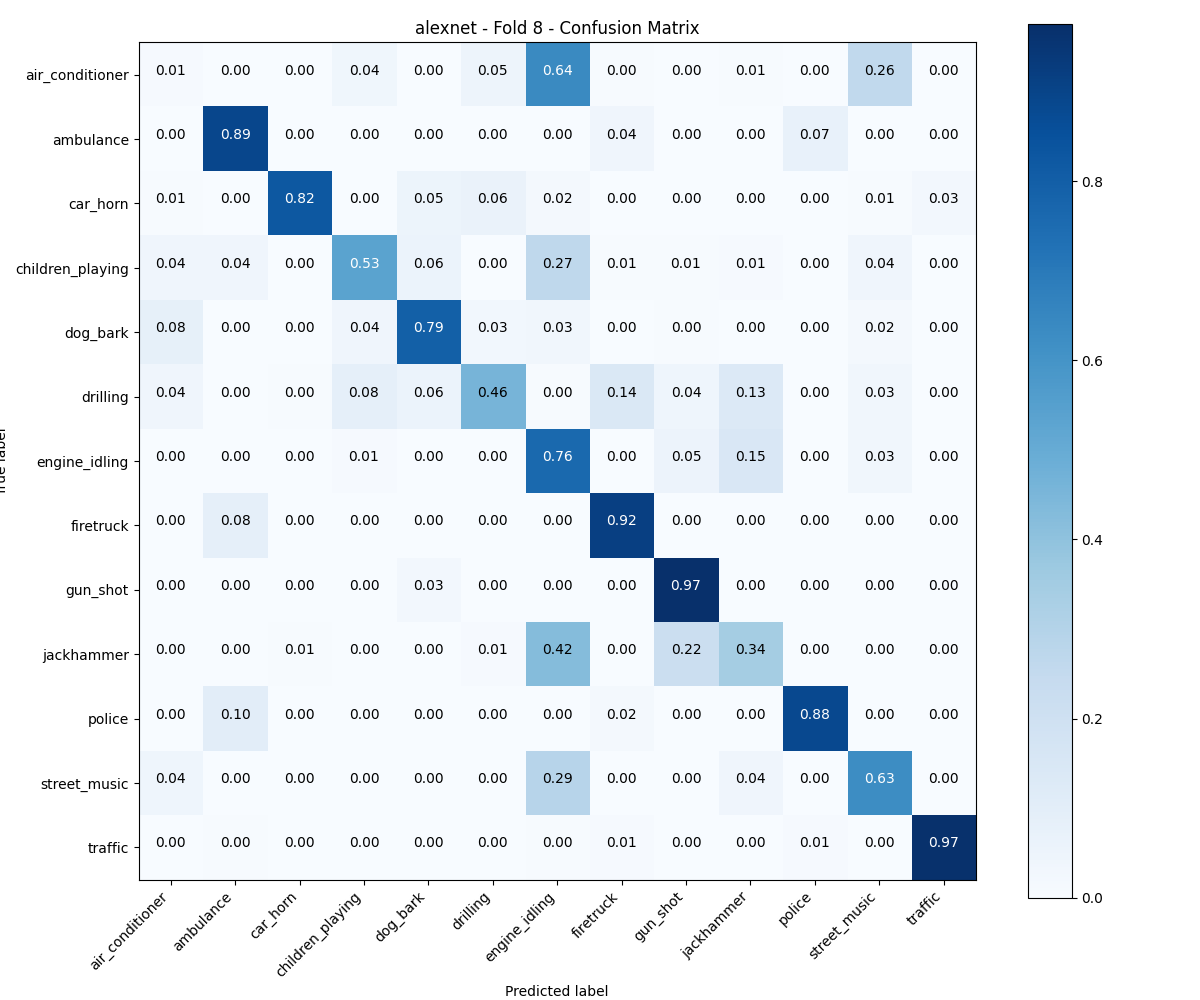 alexnet - Fold 8 - Confusion Matrix
air_conditioner 0.01 0.00 0.00 0.04 0.00 0.05 0.64 0.00 0.00 0.01 0.00 0.26 0.00
ambulance 0.00 0.89 0.00 0.00 0.00 0.00 0.00 0.04 0.00 0.00 0.07 0.00 0.00
car_horn 0.01 0.00 0.82 0.00 0.05 0.06 0.02 0.00 0.00 0.00 0.00 0.01 0.03
children_playing 0.04 0.04 0.00 0.53 0.06 0.00 0.27 0.01 0.01 0.01 0.00 0.04 0.00
dog_bark 0.08 0.00 0.00 0.04 0.79 0.03 0.03 0.00 0.00 0.00 0.00 0.02 0.00
drilling 0.04 0.00 0.00 0.08 0.06 0.46 0.00 0.14 0.04 0.13 0.00 0.03 0.00
engine_idling 0.00 0.00 0.00 0.01 0.00 0.00 0.76 0.00 0.05 0.15 0.00 0.03 0.00
firetruck 0.00 0.08 0.00 0.00 0.00 0.00 0.00 0.92 0.00 0.00 0.00 0.00 0.00
gun_shot 0.00 0.00 0.00 0.00 0.03 0.00 0.00 0.00 0.97 0.00 0.00 0.00 0.00
jackhammer 0.00 0.00 0.01 0.00 0.00 0.01 0.42 0.00 0.22 0.34 0.00 0.00 0.00
police 0.00 0.10 0.00 0.00 0.00 0.00 0.00 0.02 0.00 0.00 0.88 0.00 0.00
street_music 0.04 0.00 0.00 0.00 0.00 0.00 0.29 0.00 0.00 0.04 0.00 0.63 0.00
traffic 0.00 0.00 0.00 0.00 0.00 0.00 0.00 0.01 0.00 0.00 0.01 0.00 0.97
air_conditioner ambulance car_horn children_playing dog_bark drilling engine_idling firetruck gun_shot jackhammer police street_music traffic
Predicted label
0.8
0.6
0.4
0.2
0.0